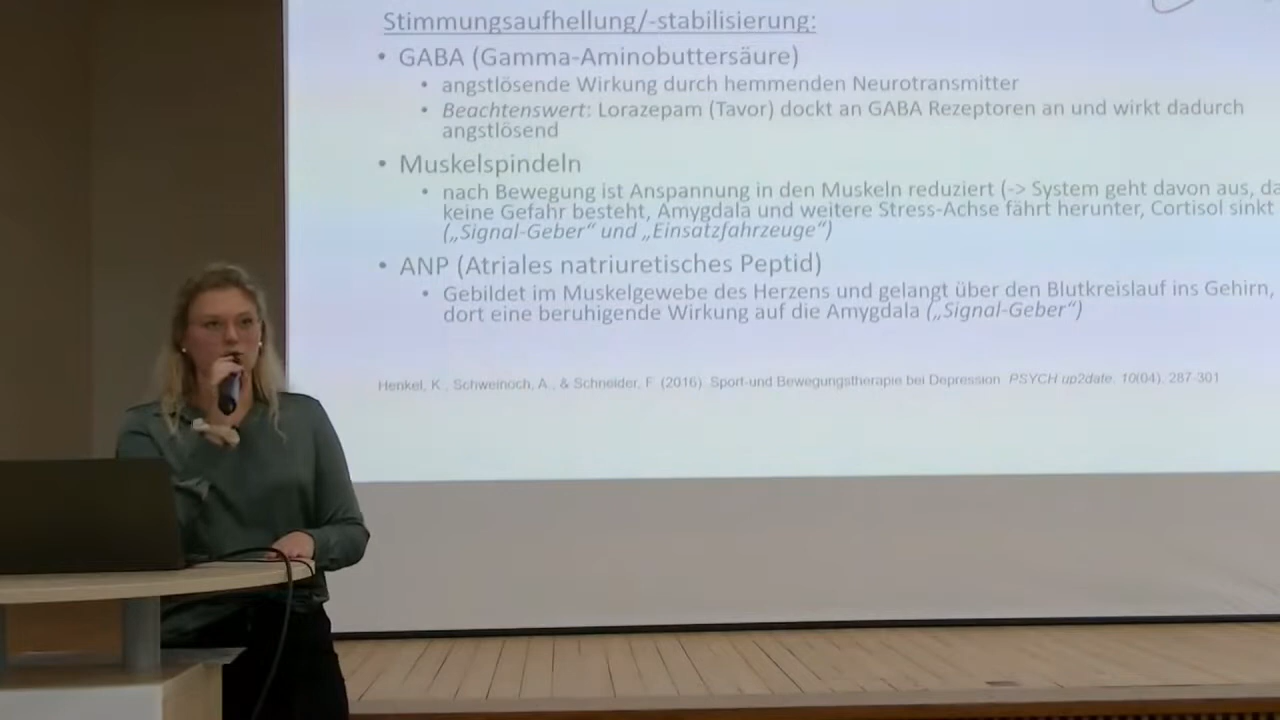 Stimmungsaufhellung/-stabilisierung:
• GABA (Gamma-Aminobuttersäure)
• angstlösende Wirkung durch hemmenden Neurotransmitter
• Beachtenswert: Lorazepam (Tavor) dockt an GABA Rezeptoren an und wirkt dadurch
angstlösend
• Muskelspindeln
• nach Bewegung ist Anspannung in den Muskeln reduziert (-> System geht davon aus, da
keine Gefahr besteht, Amygdala und weitere Stress-Achse fährt herunter, Cortisol sinkt
(„Signal-Geber“ und „Einsatzfahrzeuge“)
• ANP (Atriales natriuretisches Peptid)
• Gebildet im Muskelgewebe des Herzens und gelangt über den Blutkreislauf ins Gehirn,
dort eine beruhigende Wirkung auf die Amygdala („Signal-Geber“)
Henkel, K., Schweinoch, A., & Schneider, F. (2016). Sport-und Bewegungstherapie bei Depression. PSYCH up2date, 10(04), 287-301